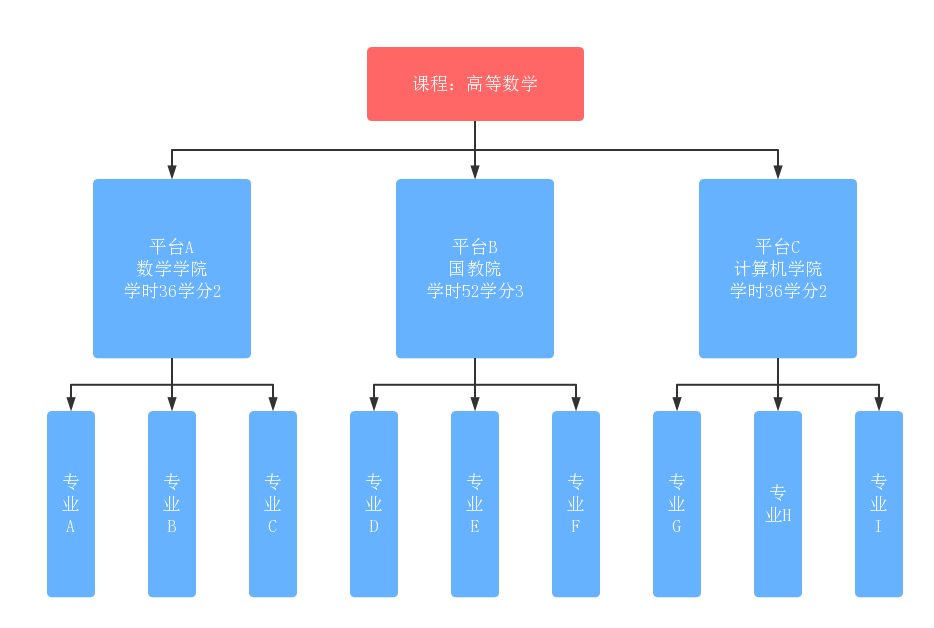 课程：高等数学
平台A
数学学院
学时36学分2
平台B
国教院
学时52学分3
平台C
计算机学院
学时36学分2
专
业
A
专
业
B
专
业
C
专
业
D
专
业
E
专
业
F
专
业
G
专
业H
专
业
I